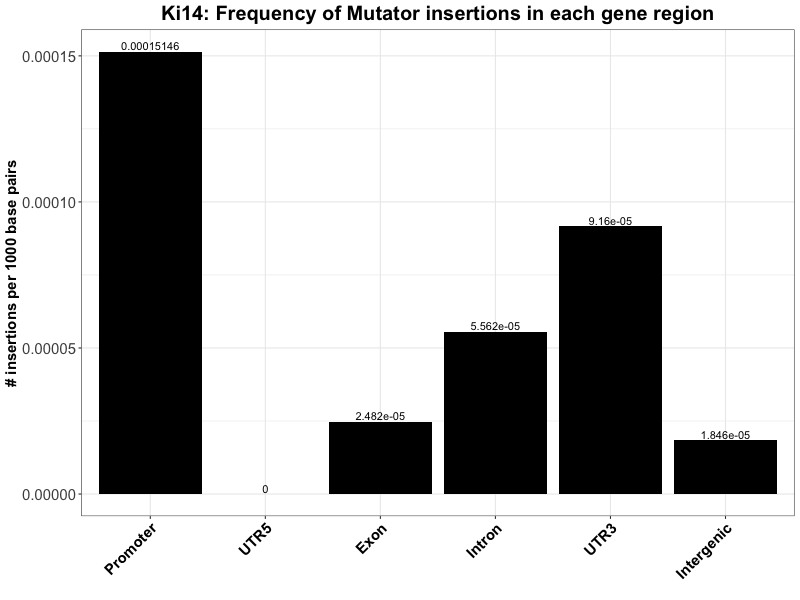 Ki14: Frequency of Mutator insertions in each gene region
# insertions per 1000 base pairs
0.00015
0.00010
0.00005
0.00000
0.00015146
0
2.482e-05
5.562e-05
9.16e-05
1.846e-05
Promoter
UTR5
Exon
Intron
UTR3
Intergenic